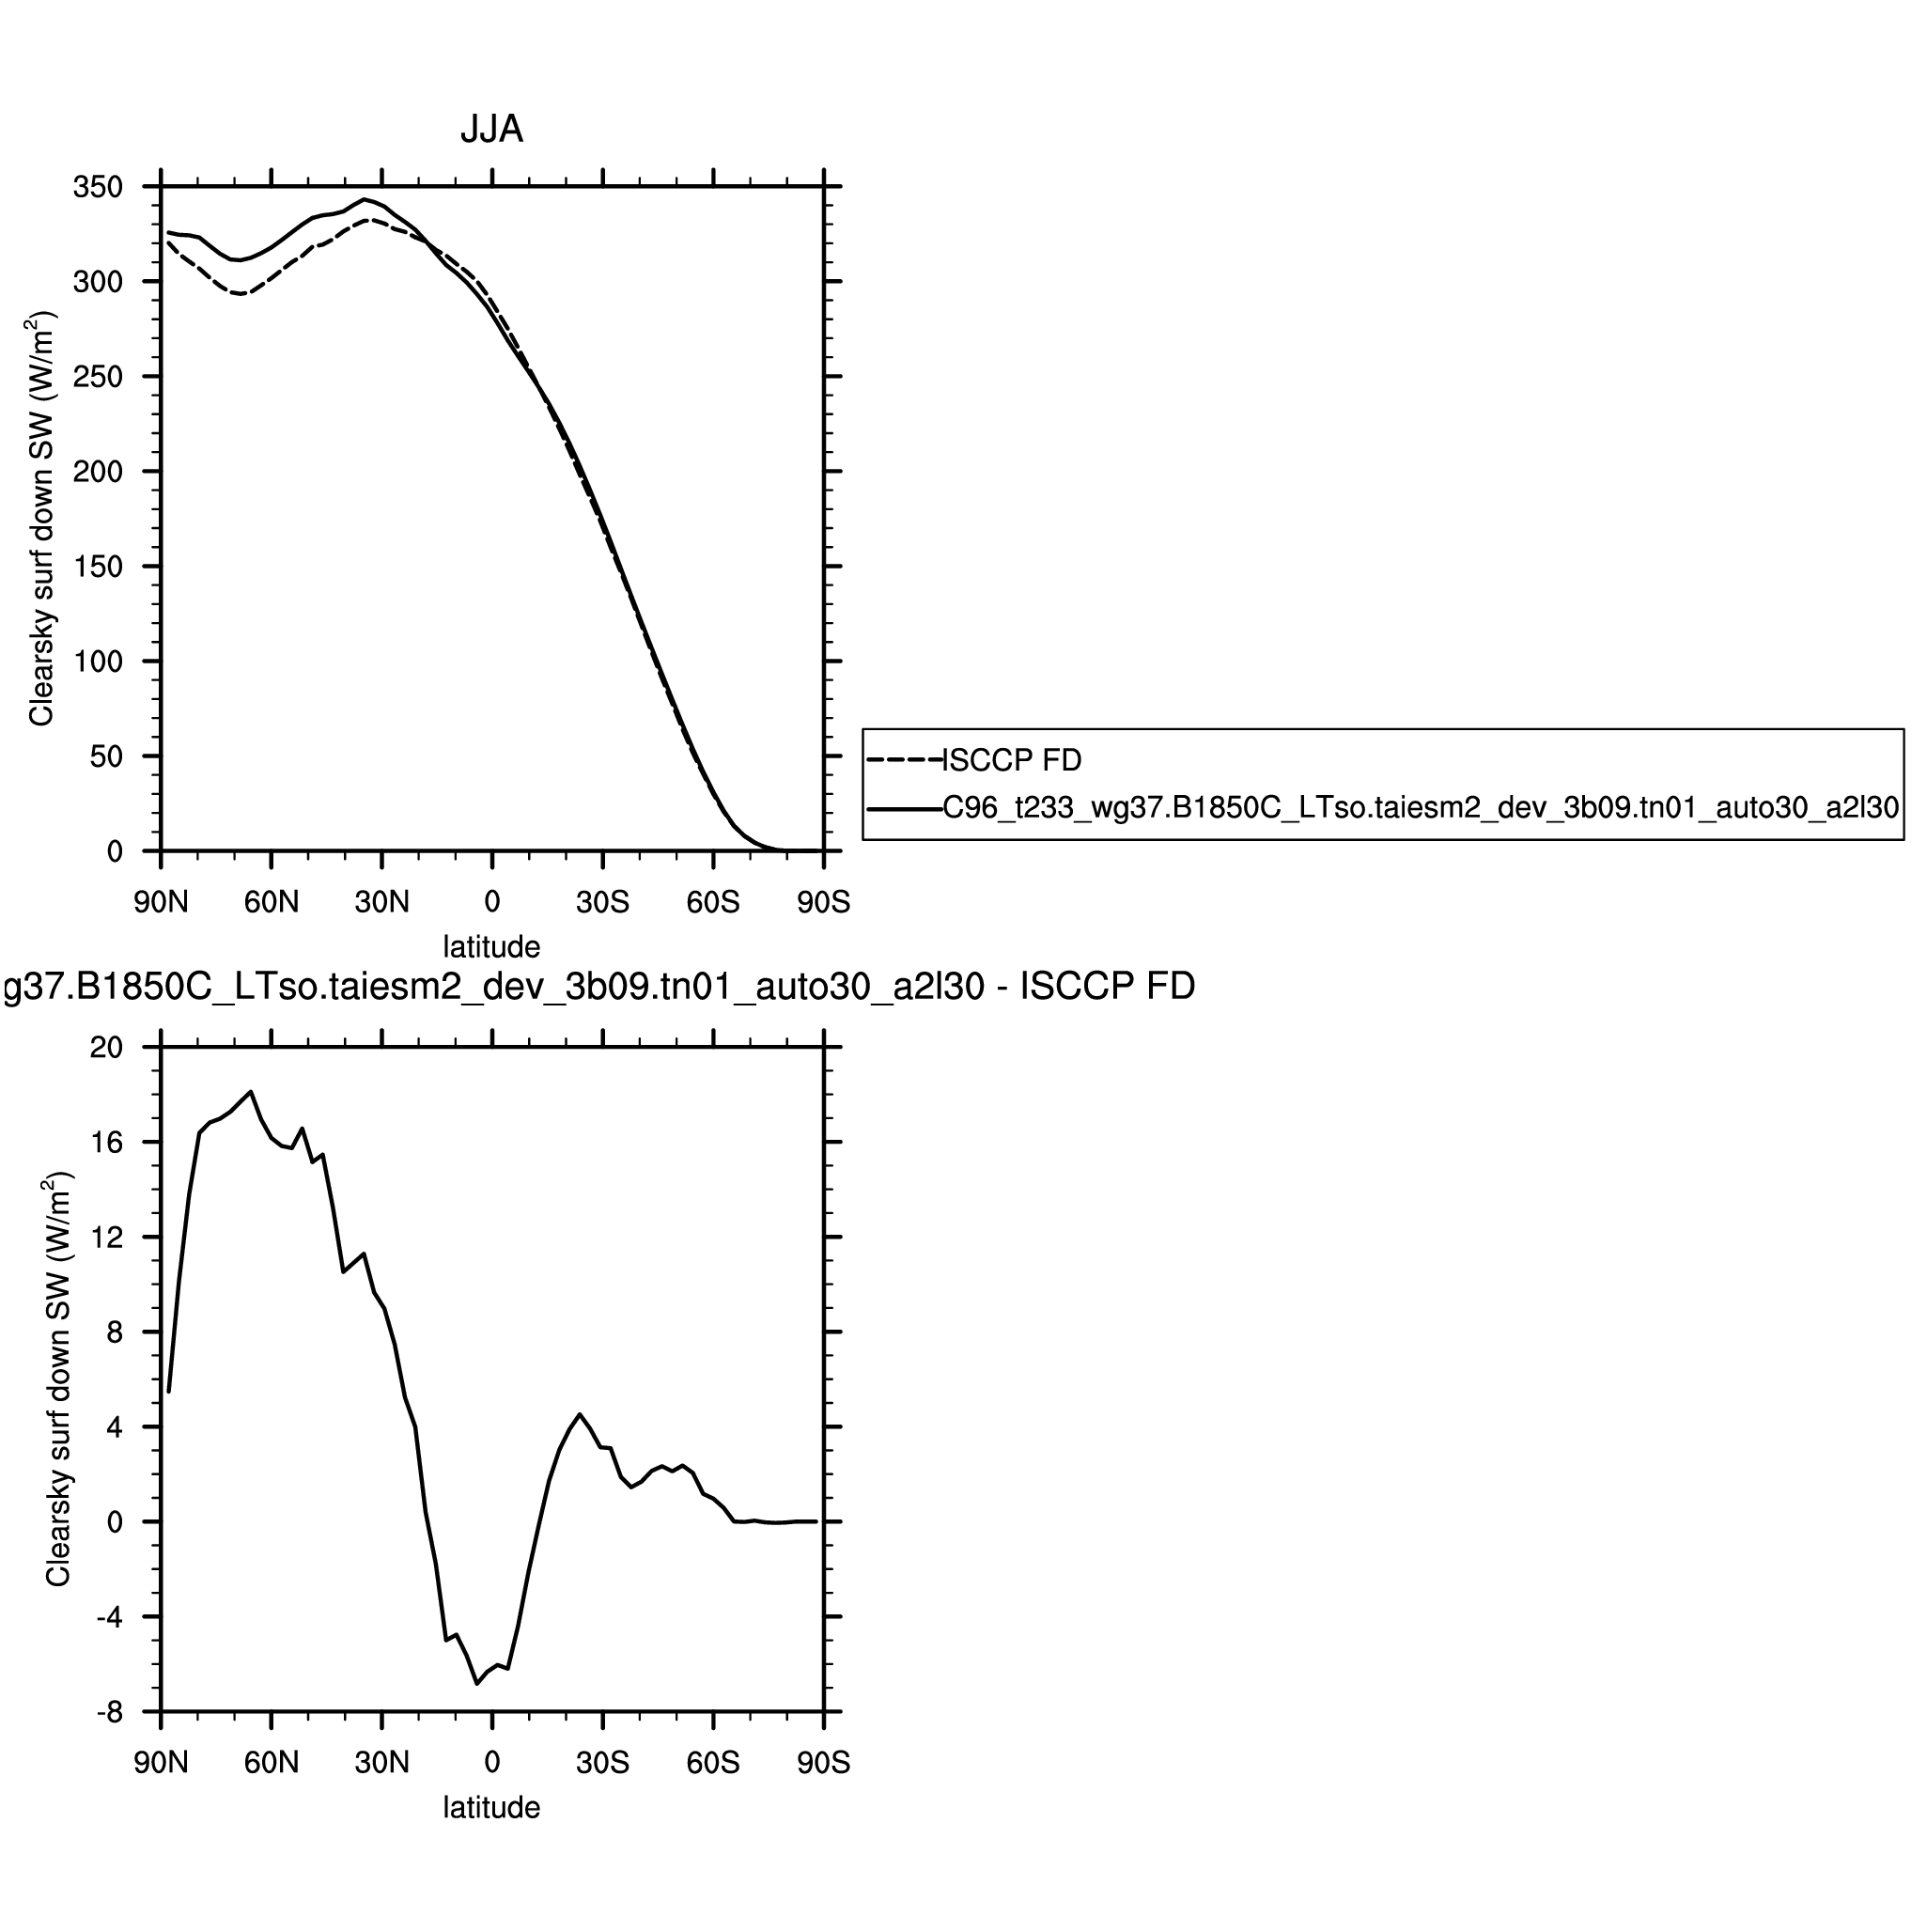 JJA
350
300
250
200
150
100
50
0
Clearsky surf down SW (W/m²)
90N 60N 30N 0 30S 60S 90S
latitude
ISCCP FD
C96_t233_wg37.B1850C_LTso.taiesm2_dev_3b09.tn01_auto30_a2l30
g37.B1850C_LTso.taiesm2_dev_3b09.tn01_auto30_a2l30 - ISCCP FD
20
16
12
8
4
0
-4
-8
Clearsky surf down SW (W/m²)
90N 60N 30N 0 30S 60S 90S
latitude